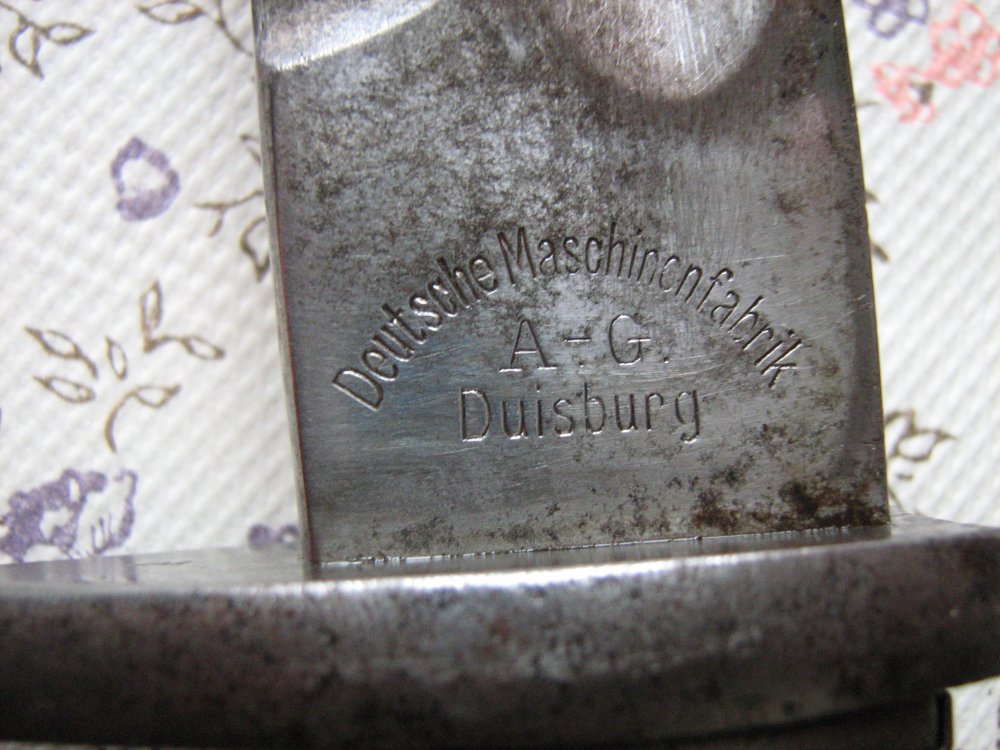 Deutsche Maschinenfabrik
A-G.
Duisburg